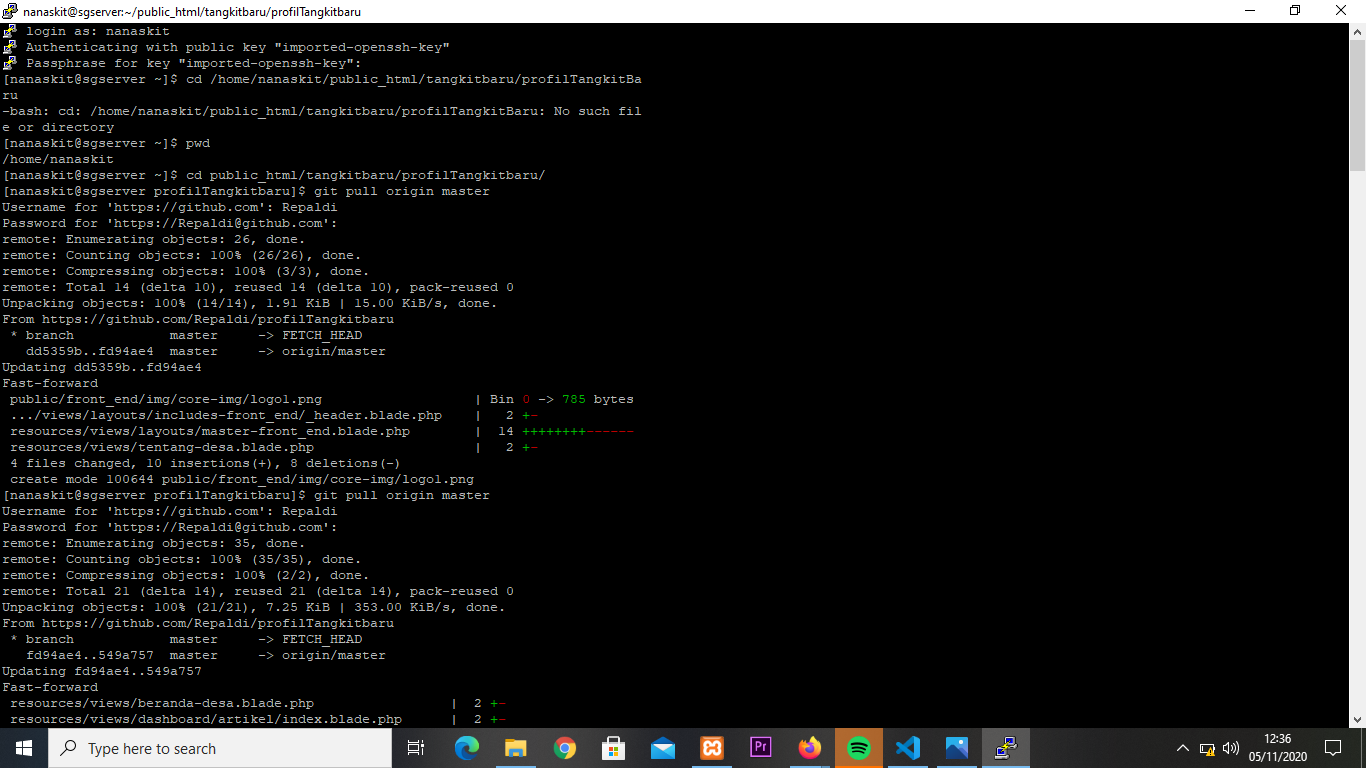 nanaskit@sgserver:~/public_html/tangkitbaru/profilTangkitbaru
login as: nanaskit
Authenticating with public key "imported-openssh-key"
Passphrase for key "imported-openssh-key":
[nanaskit@sgserver ~]$ cd /home/nanaskit/public_html/tangkitbaru/profilTangkitBa
ru
-bash: cd: /home/nanaskit/public_html/tangkitbaru/profilTangkitBaru: No such fil
e or directory
[nanaskit@sgserver ~]$ pwd
/home/nanaskit
[nanaskit@sgserver ~]$ cd public_html/tangkitbaru/profilTangkitbaru/
[nanaskit@sgserver profilTangkitbaru]$ git pull origin master
Username for 'https://github.com': Repaldi
Password for 'https://Repaldi@github.com':
remote: Enumerating objects: 26, done.
remote: Counting objects: 100% (26/26), done.
remote: Compressing objects: 100% (3/3), done.
remote: Total 14 (delta 10), reused 14 (delta 10), pack-reused 0
Unpacking objects: 100% (14/14), 1.91 KiB | 15.00 KiB/s, done.
From https://github.com/Repaldi/profilTangkitbaru
 * branch            master     -> FETCH_HEAD
   dd5359b..fd94ae4  master     -> origin/master
Updating dd5359b..fd94ae4
Fast-forward
 public/front_end/img/core-img/logo1.png                   | Bin 0 -> 785 bytes
 .../views/layouts/includes-front_end/_header.blade.php    |   2 +-
 resources/views/layouts/master-front_end.blade.php        |  14 ++++++++------
 resources/views/tentang-desa.blade.php                    |   2 +-
 4 files changed, 10 insertions(+), 8 deletions(-)
 create mode 100644 public/front_end/img/core-img/logo1.png
[nanaskit@sgserver profilTangkitbaru]$ git pull origin master
Username for 'https://github.com': Repaldi
Password for 'https://Repaldi@github.com':
remote: Enumerating objects: 35, done.
remote: Counting objects: 100% (35/35), done.
remote: Compressing objects: 100% (2/2), done.
remote: Total 21 (delta 14), reused 21 (delta 14), pack-reused 0
Unpacking objects: 100% (21/21), 7.25 KiB | 353.00 KiB/s, done.
From https://github.com/Repaldi/profilTangkitbaru
 * branch            master     -> FETCH_HEAD
   fd94ae4..549a757  master     -> origin/master
Updating fd94ae4..549a757
Fast-forward
 resources/views/beranda-desa.blade.php                 |  2 +-
 resources/views/dashboard/artikel/index.blade.php      |  2 +-
Type here to search
Pr
12:36
05/11/2020